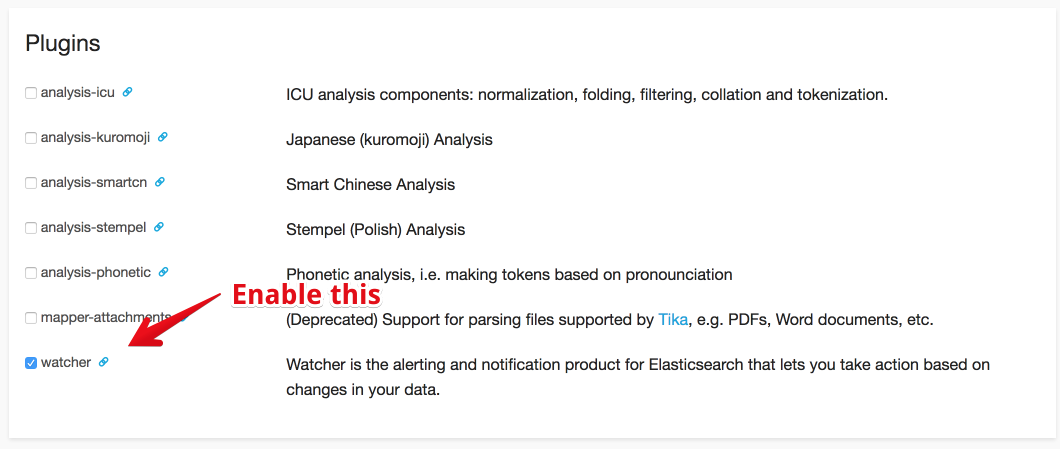 Plugins
analysis-icu
ICU analysis components: normalization, folding, filtering, collation and tokenization.
analysis-kuromoji
Japanese (kuromoji) Analysis
analysis-smartcn
Smart Chinese Analysis
analysis-stempel
Stempel (Polish) Analysis
analysis-phonetic
Phonetic analysis, i.e. making tokens based on pronounciation
Enable this
mapper-attachments
(Deprecated) Support for parsing files supported by Tika, e.g. PDFs, Word documents, etc.
watcher
Watcher is the alerting and notification product for Elasticsearch that lets you take action based on
changes in your data.